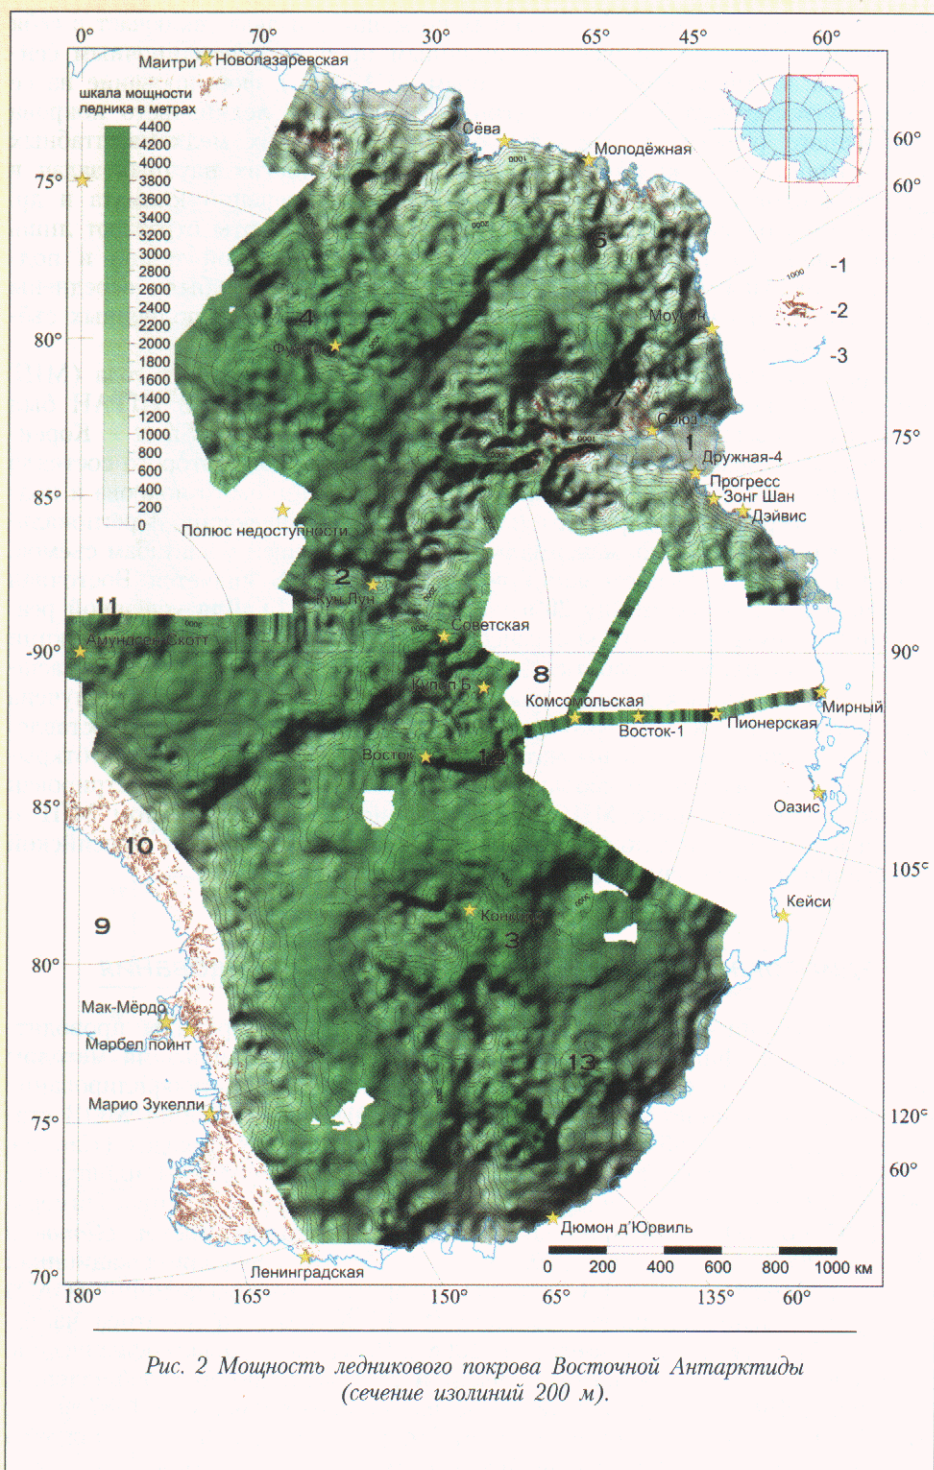 0°
70°
30°
65°
45°
60°
Маитри
Новолазаревская
шкала мощности
ледника в метрах
4400
4200
4000
3800
3600
3400
3200
3000
2800
2600
2400
2200
2000
1800
1600
1400
1200
1000
800
600
400
200
0
Сёва
Молодёжная
60°
60°
75°
6
1000
-1
-2
-3
4
Моусон
80°
7
Союз
1
75°
Дружная-4
Прогресс
Зонг Шан
Дэйвис
85°
Полюс недоступности
2
Кун Лун
11
Советская
Амундсен-Скотт
-90°
90°
8
Купол Б
Комсомольская
Мирный
Пионерская
Восток-1
Восток
12
85°
Оазис
10
105°
Кейси
9
3
80°
Мак-Мёрдо
Марбел пойнт
13
Марио Зукелли
75°
120°
60°
Дюмон д'Юрвиль
0 200 400 600 800 1000 км
Ленинградская
70°
180°
165°
150°
65°
135°
60°
Рис. 2 Мощность ледникового покрова Восточной Антарктиды
(сечение изолиний 200 м).